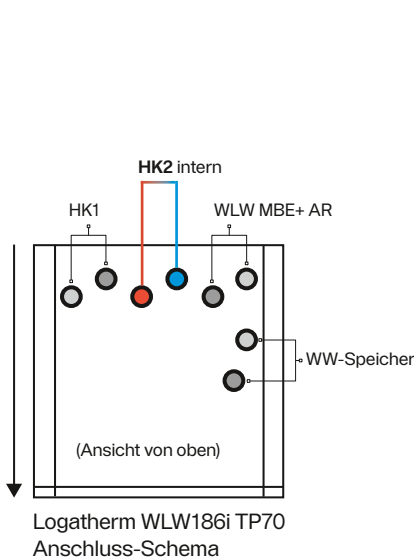 HK2 intern
HK1
WLW MBE+ AR
WW-Speicher
(Ansicht von oben)
Logatherm WLW186i TP70
Anschluss-Schema